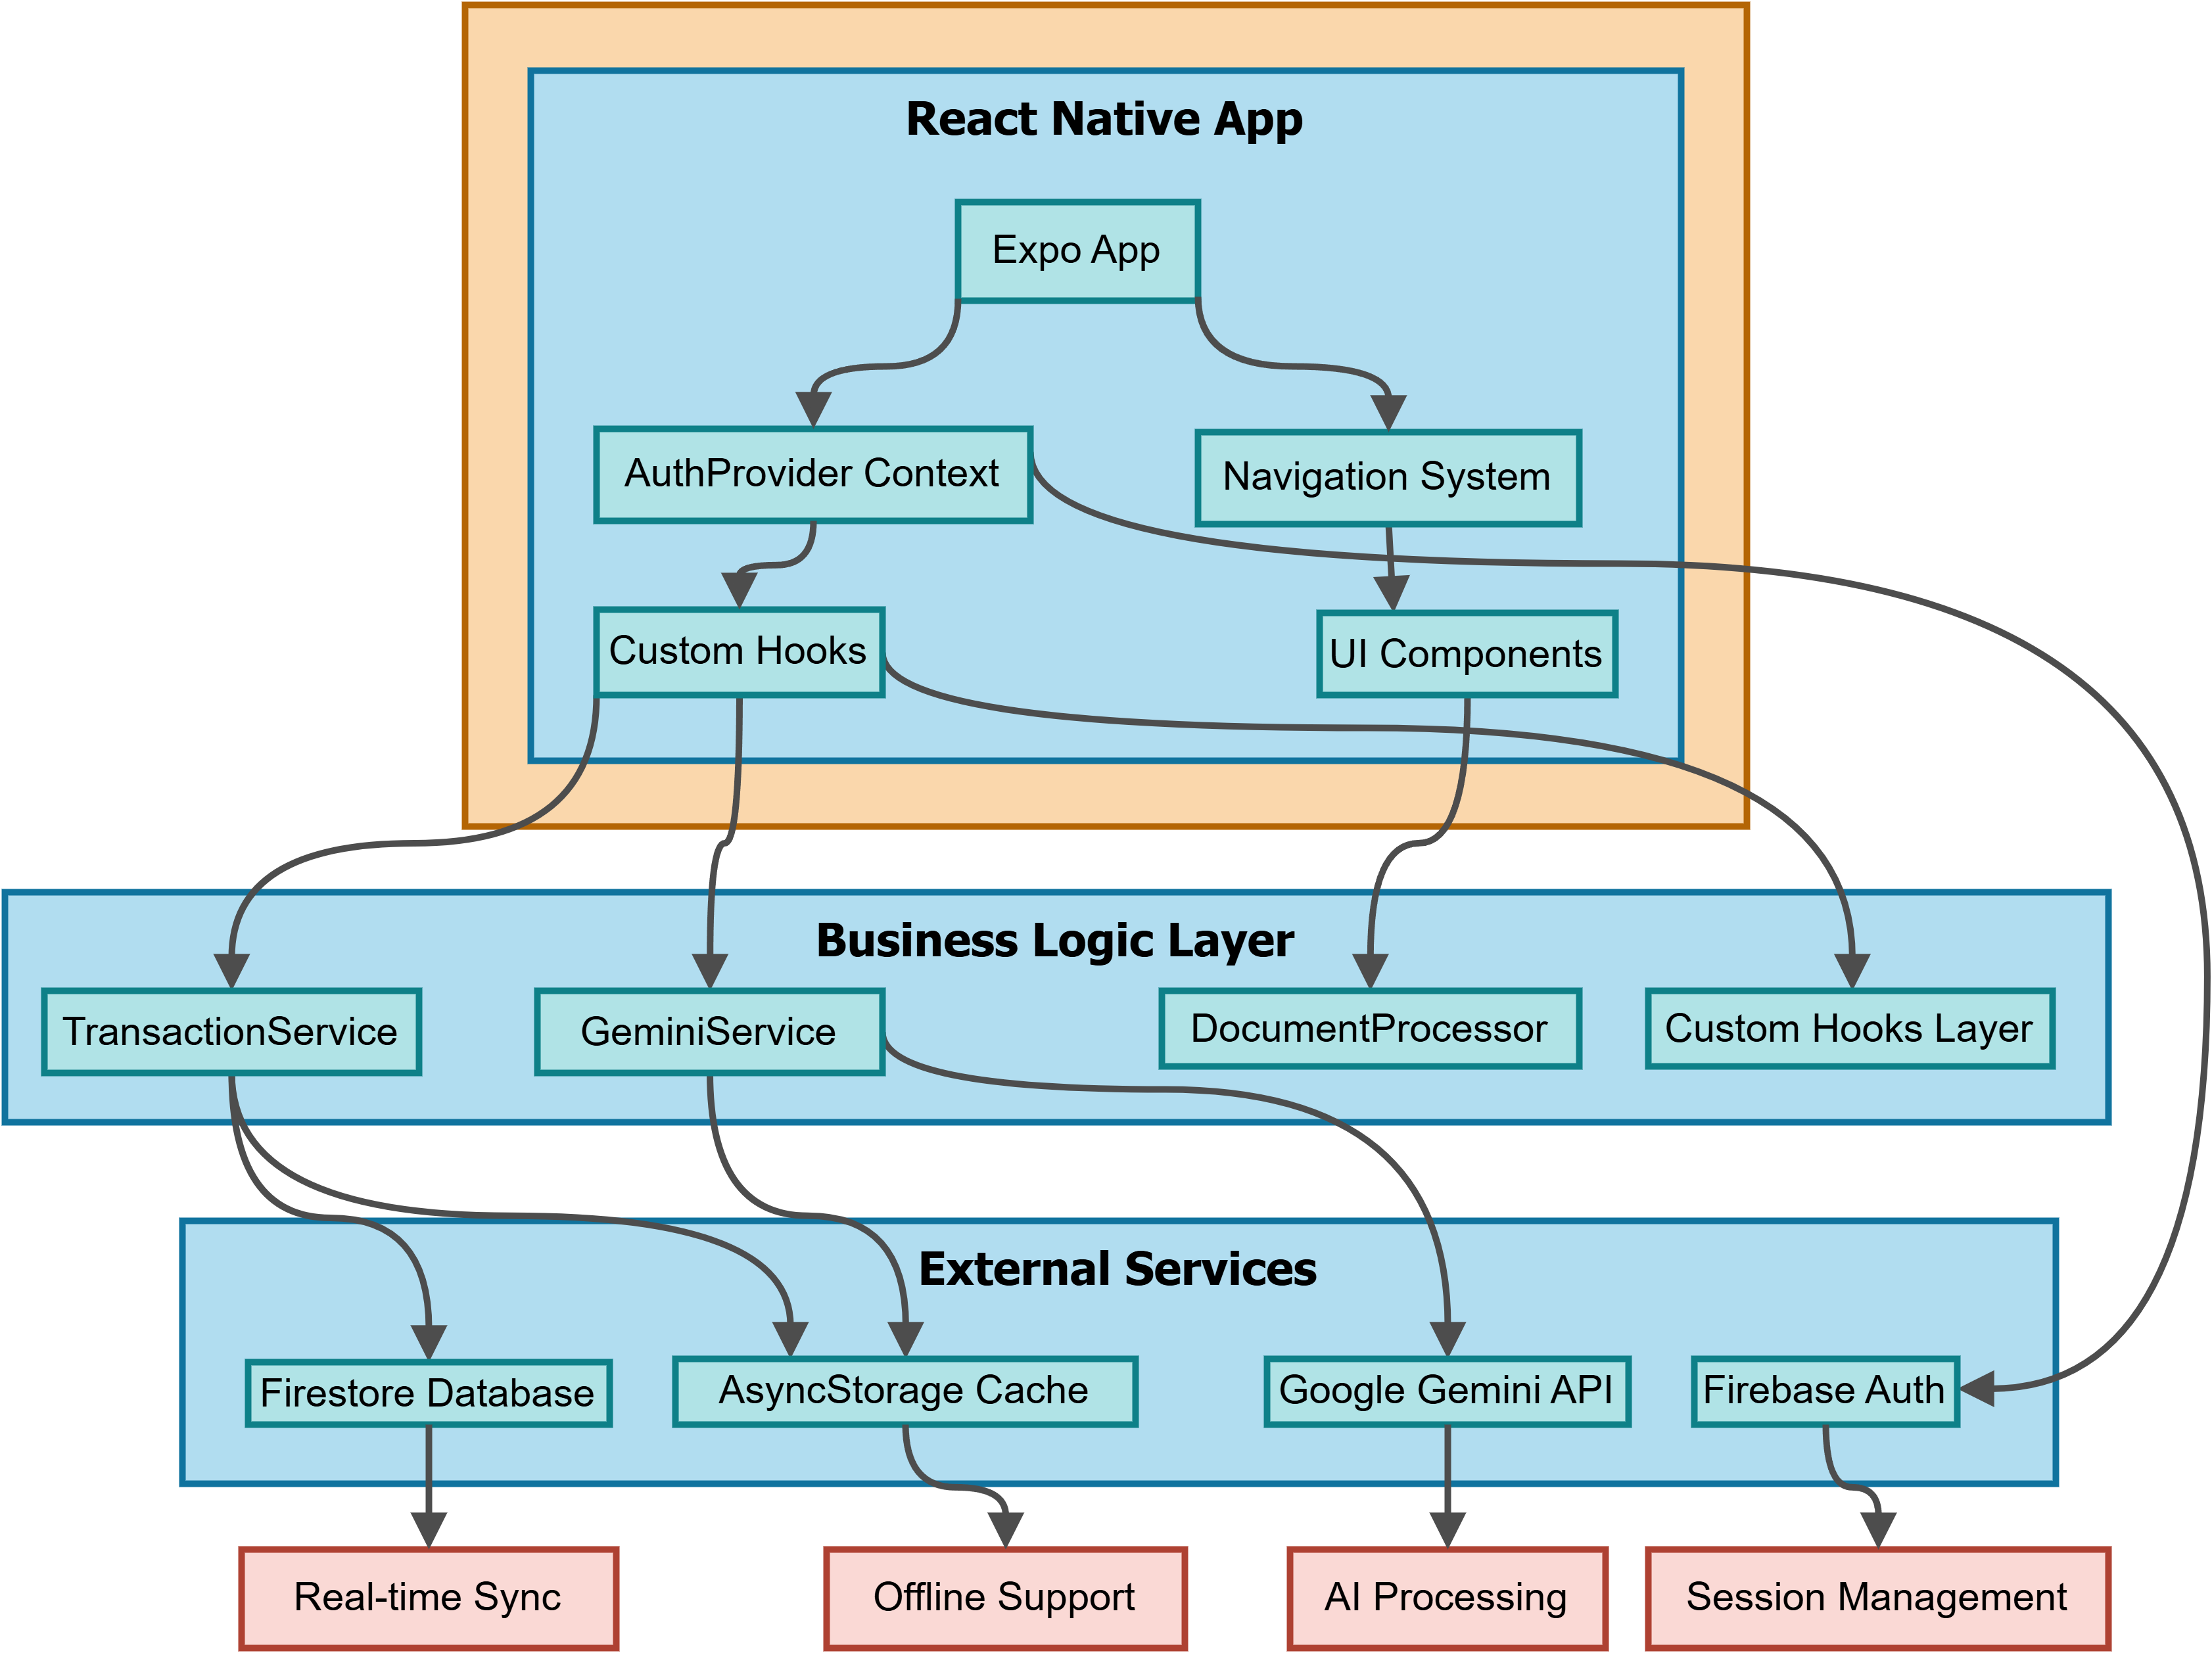 React Native App
Expo App
AuthProvider Context
Navigation System
Custom Hooks
UI Components
Business Logic Layer
TransactionService
GeminiService
DocumentProcessor
Custom Hooks Layer
External Services
Firestore Database
AsyncStorage Cache
Google Gemini API
Firebase Auth
Real-time Sync
Offline Support
AI Processing
Session Management